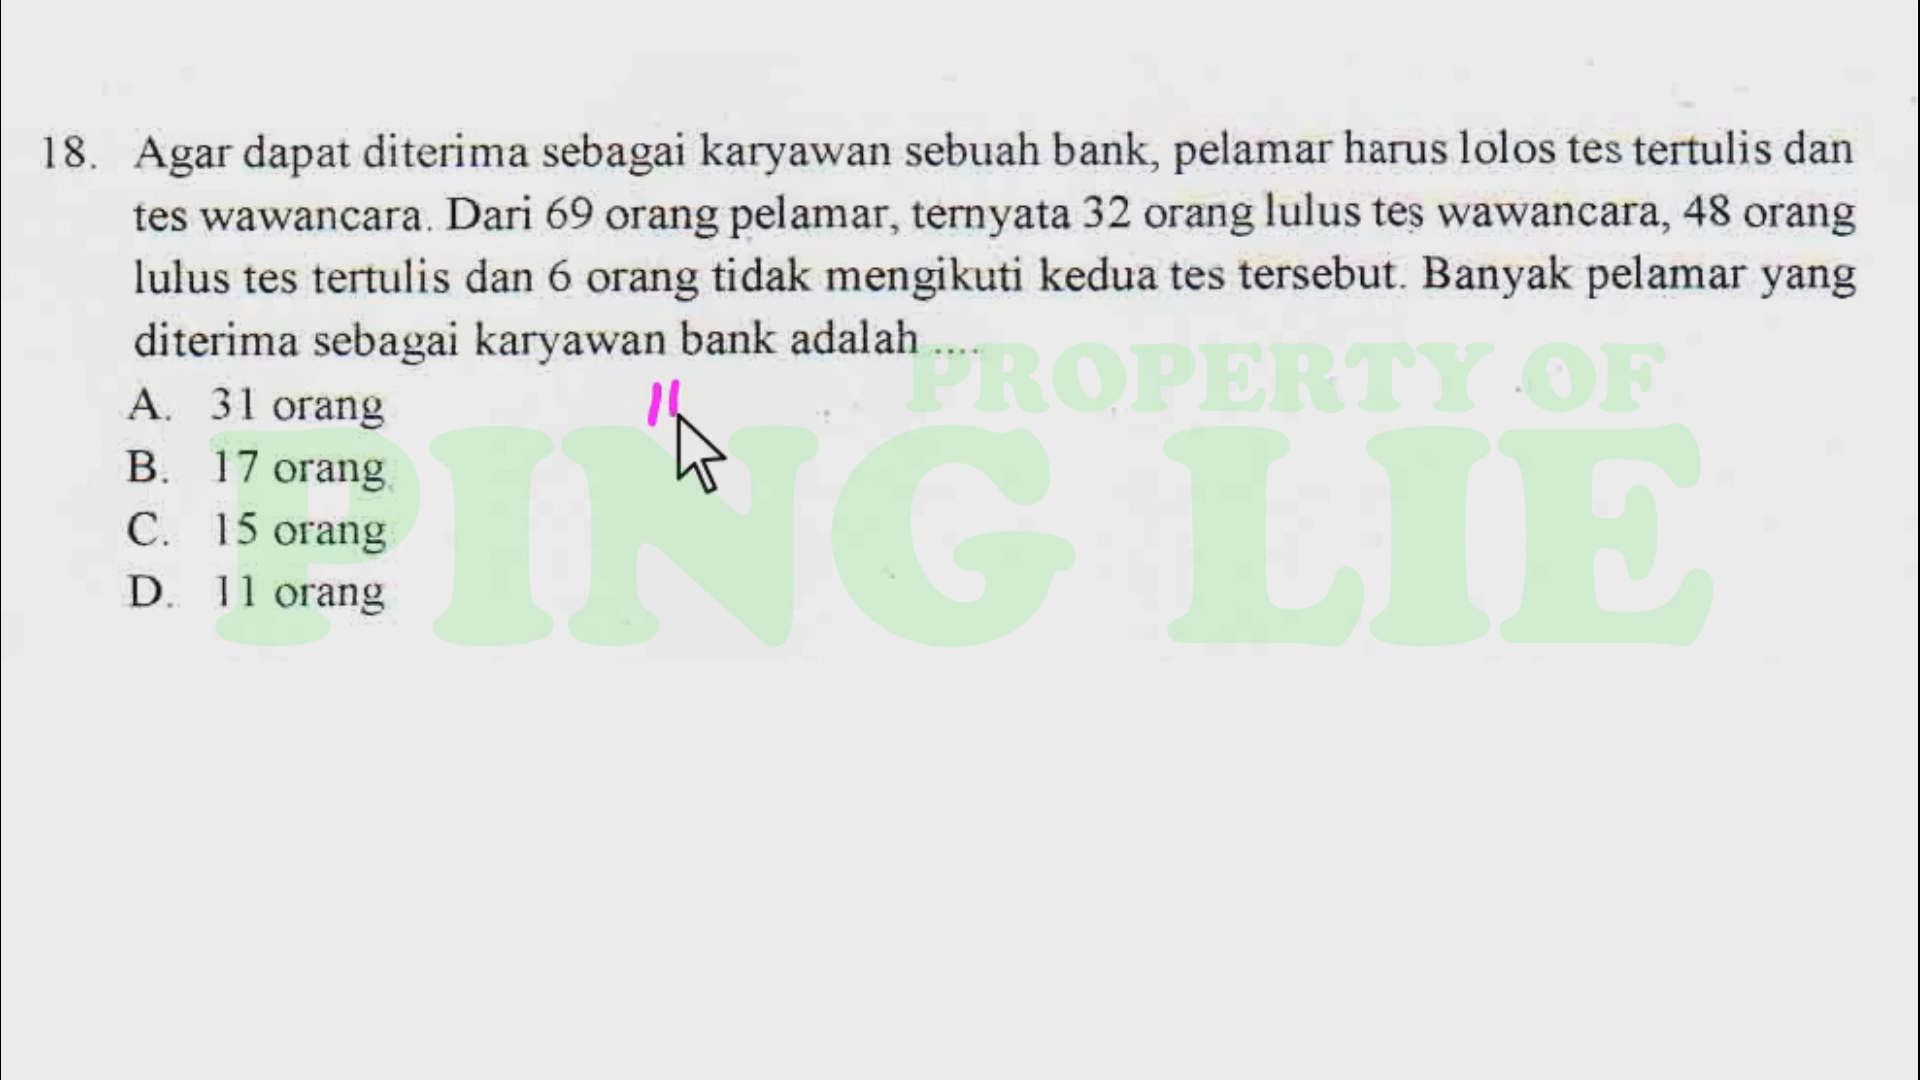 18. Agar dapat diterima sebagai karyawan sebuah bank, pelamar harus lolos tes tertulis dan
tes wawancara. Dari 69 orang pelamar, ternyata 32 orang lulus tes wawancara, 48 orang
lulus tes tertulis dan 6 orang tidak mengikuti kedua tes tersebut. Banyak pelamar yang
diterima sebagai karyawan bank adalah ....
PROPERTY OF
PING LIE
A. 31 orang
B. 17 orang
C. 15 orang
D. 11 orang